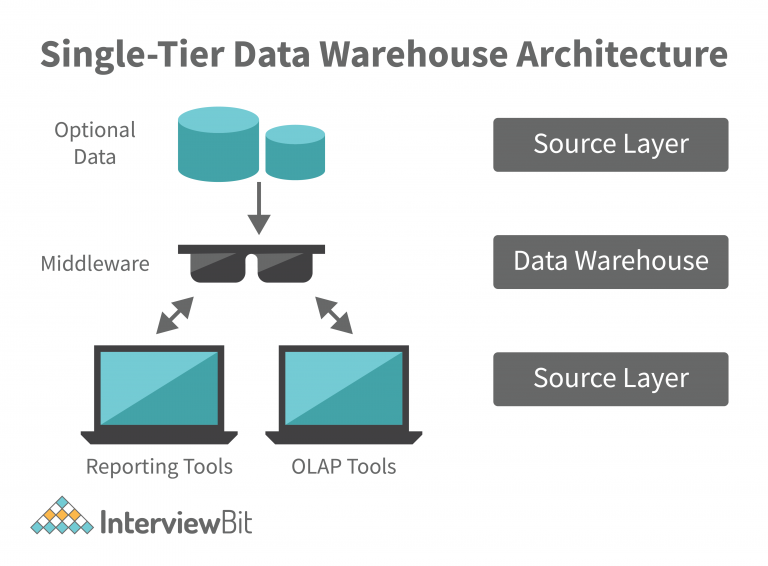 Single-Tier Data Warehouse Architecture
Optional
Data
Source Layer
Middleware
Data Warehouse
Source Layer
Reporting Tools
OLAP Tools
InterviewBit